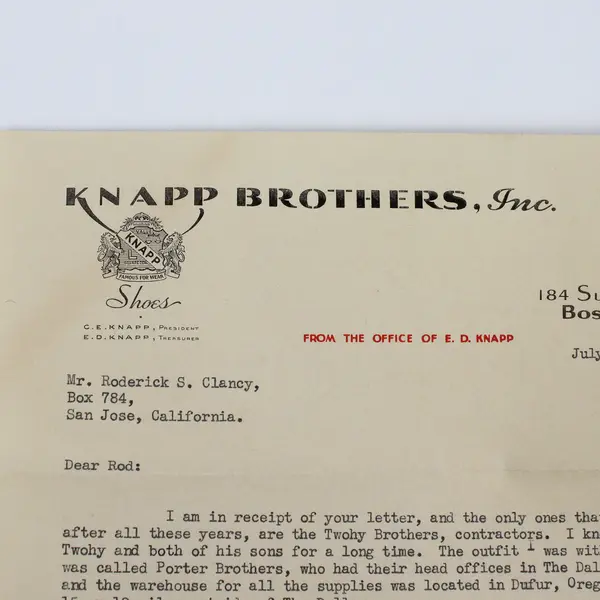 KNAPP BROTHERS, Inc.
KNAPP
FAMOUS FOR WEAR
Shoes
C. E. KNAPP, PRESIDENT
E. D. KNAPP, TREASURER
184 Su
Bos
FROM THE OFFICE OF E. D. KNAPP
July
Mr. Roderick S. Clancy,
Box 784,
San Jose, California.
Dear Rod:
I am in receipt of your letter, and the only ones tha
after all these years, are the Twohy Brothers, contractors. I kn
Twohy and both of his sons for a long time. The outfit I was wit
was called Porter Brothers, who had their head offices in The Dal
and the warehouse for all the supplies was located in Dufur, Oreg